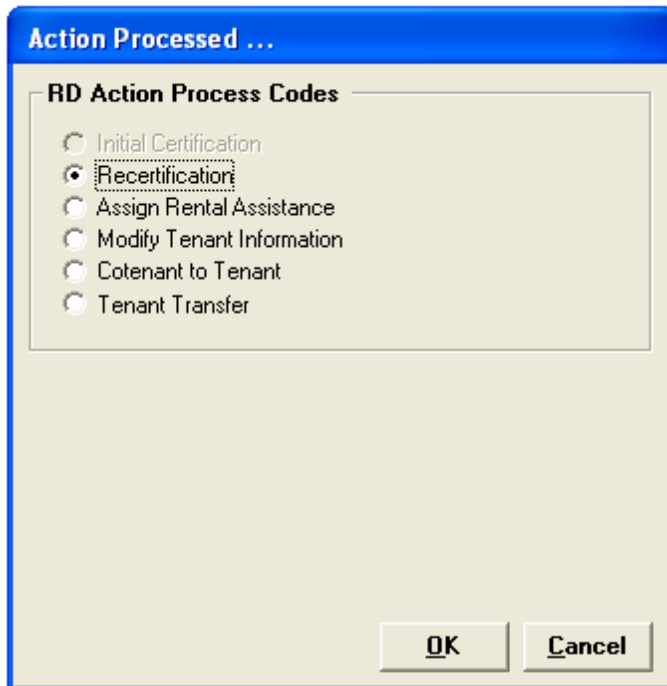 Action Processed ...
RD Action Process Codes
Initial Certification
Recertification
Assign Rental Assistance
Modify Tenant Information
Cotenant to Tenant
Tenant Transfer
OK Cancel